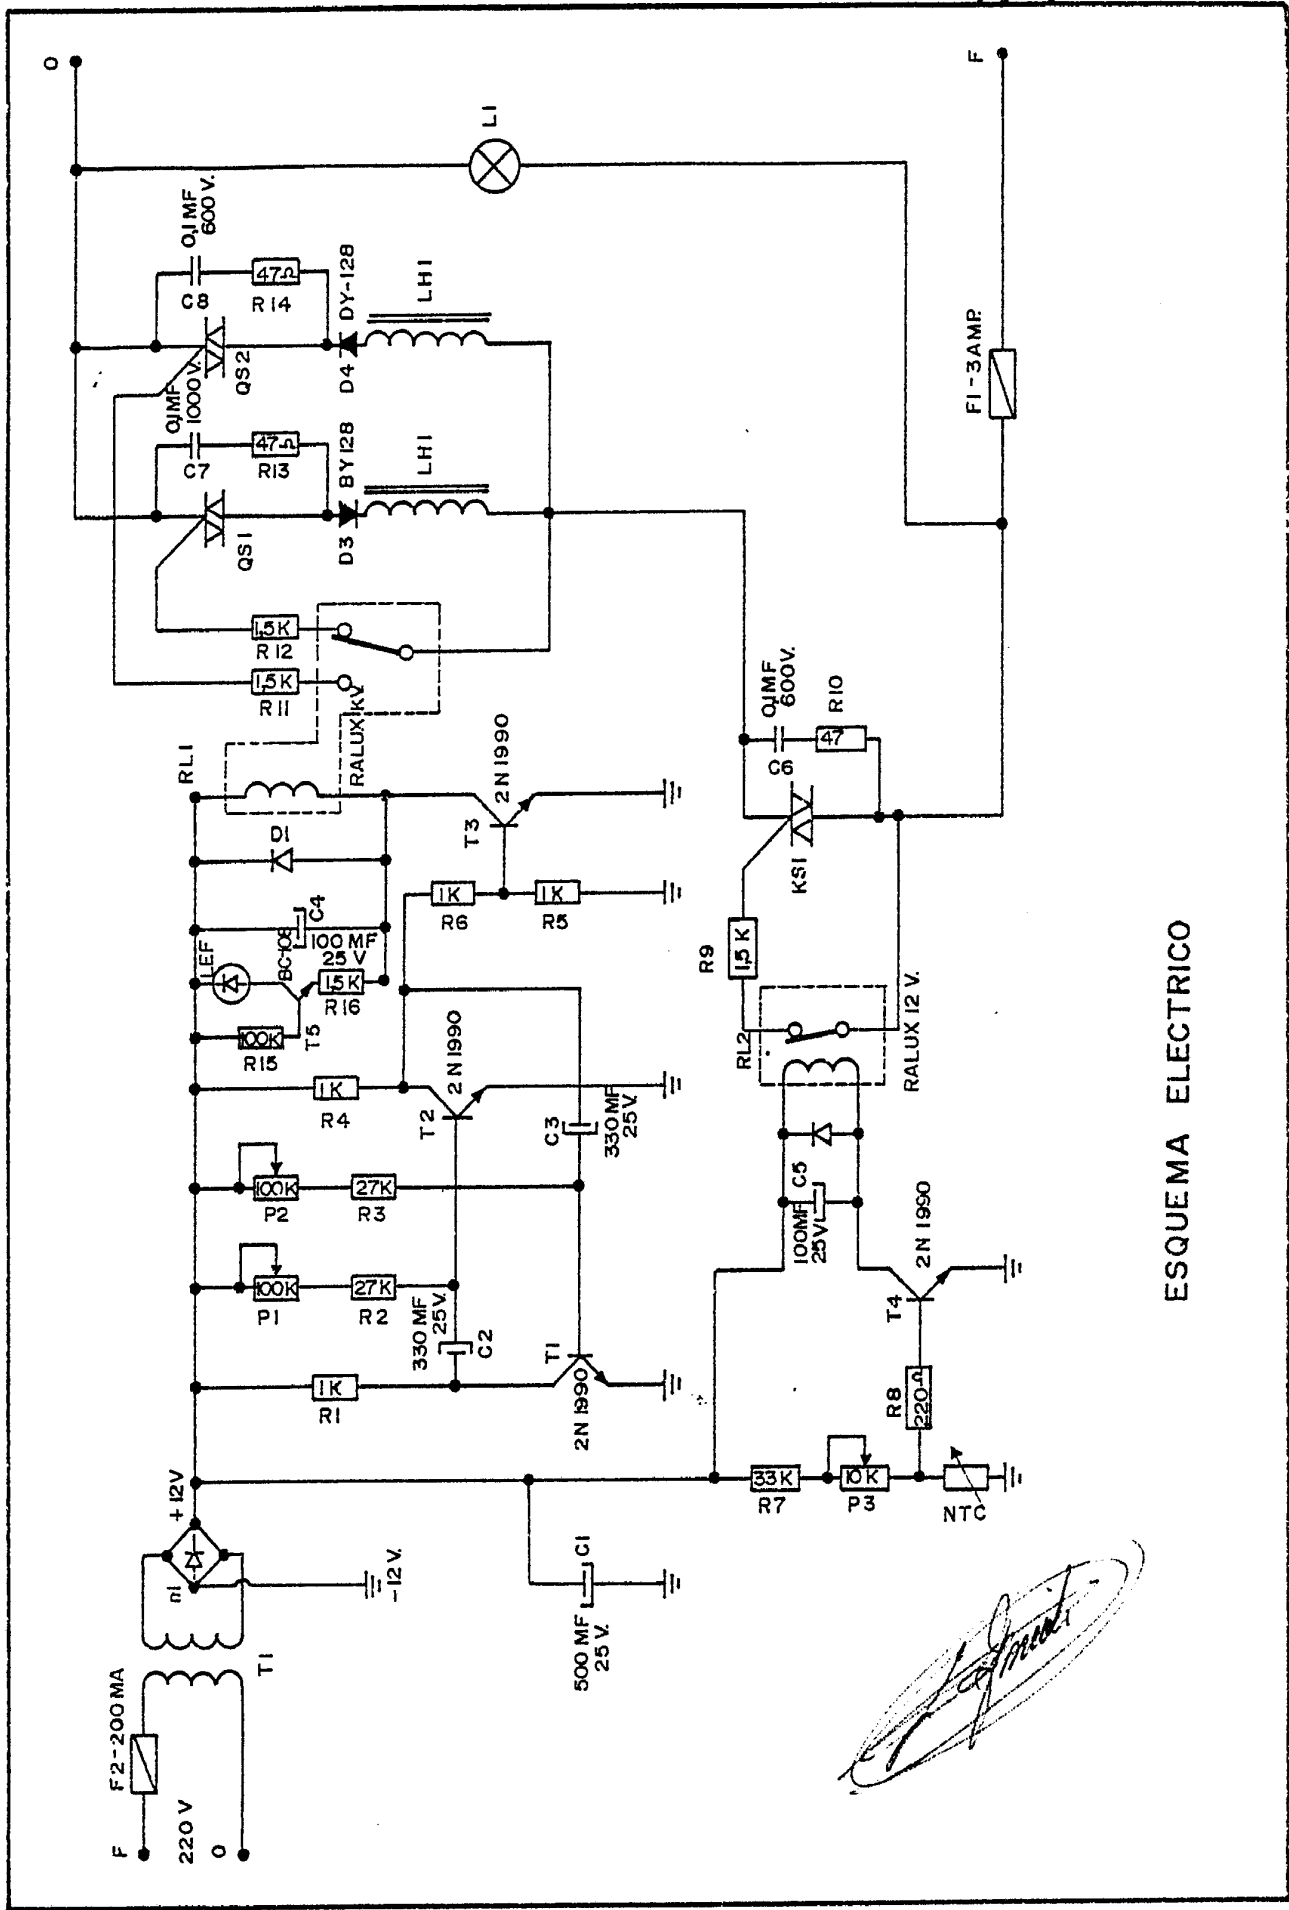 F
F2-200MA
220V
O
T1
n1
+12V
-12V.
500 MF
25 V.
C1
1K
R1
330 MF
25V.
C2
T1
2N1990
100K
P1
27K
R2
100K
P2
27K
R3
C3
330 MF
25V.
1K
R4
T2
2N1990
100K
R15
T5
LEF
BC-108
1,5K
R16
C4
100 MF
25 V
D1
RL1
RALUX KV.
1K
R6
1K
R5
T3
2N1990
1,5K
R11
1,5K
R12
QS1
0,1MF
1000V.
C7
47Ω
R13
D3
BY128
LH1
QS2
0,1MF
600V.
C8
47Ω
R14
D4
DY-128
LH1
L1
O
F
F1-3AMP.
33K
R7
10K
P3
NTC
R8
220Ω
T4
2N1990
100MF
25V.
C5
RL2
RALUX 12 V.
R9
1,5K
KS1
0,1MF
600V.
C6
47
R10
ESQUEMA ELECTRICO